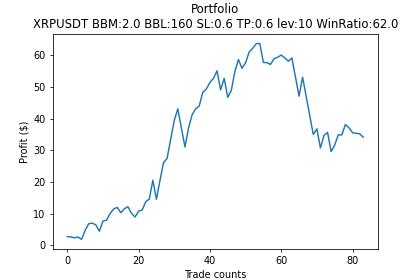 Portfolio
XRPUSDT BBM:2.0 BBL:160 SL:0.6 TP:0.6 lev:10 WinRatio:62.0
60
50
40
30
20
10
0
Profit ($)
0 20 40 60 80
Trade counts